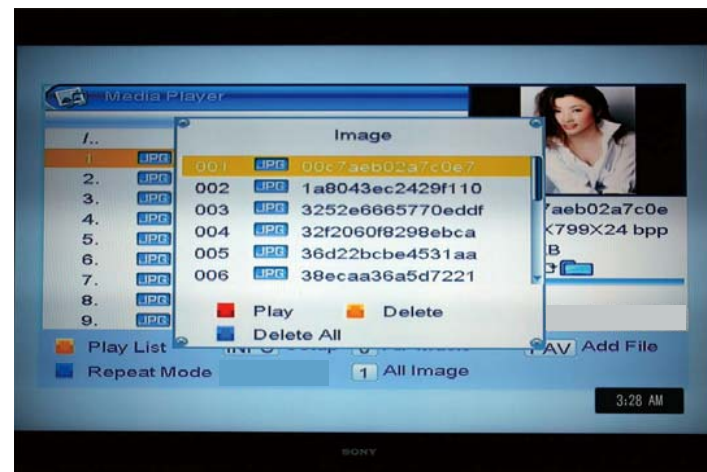 Media Player
/..
1. JPG
2. JPG
3. JPG
4. JPG
5. JPG
6. JPG
7. JPG
8. JPG
9. JPG
Image
001 JPG 00c7aeb02a7c0e7
002 JPG 1a8043ec2429f110
003 JPG 3252e6665770eddf
004 JPG 32f2060f8298ebca
005 JPG 36d22bcbe4531aa
006 JPG 38ecaa36a5d7221
Play
Delete
Delete All
7aeb02a7c0e
X799X24 bpp
Play List
Add File
Repeat Mode
1 All Image
3:28 AM
SONY